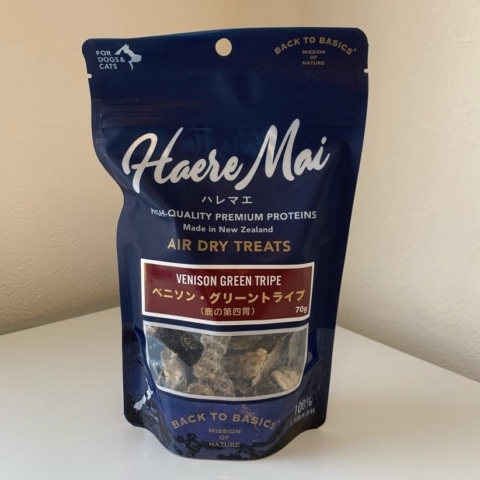 FOR
DOGS&
CATS
BACK TO BASICS
MISSION
OF
NATURE
Haere Mai
ハレマエ
HIGH-QUALITY PREMIUM PROTEINS
Made in New Zealand
AIR DRY TREATS
VENISON GREEN TRIPE
ベニソン・グリーントライプ
(鹿の第四胃)
70g
BACK TO BASICS
MISSION
OF
NATURE
100%